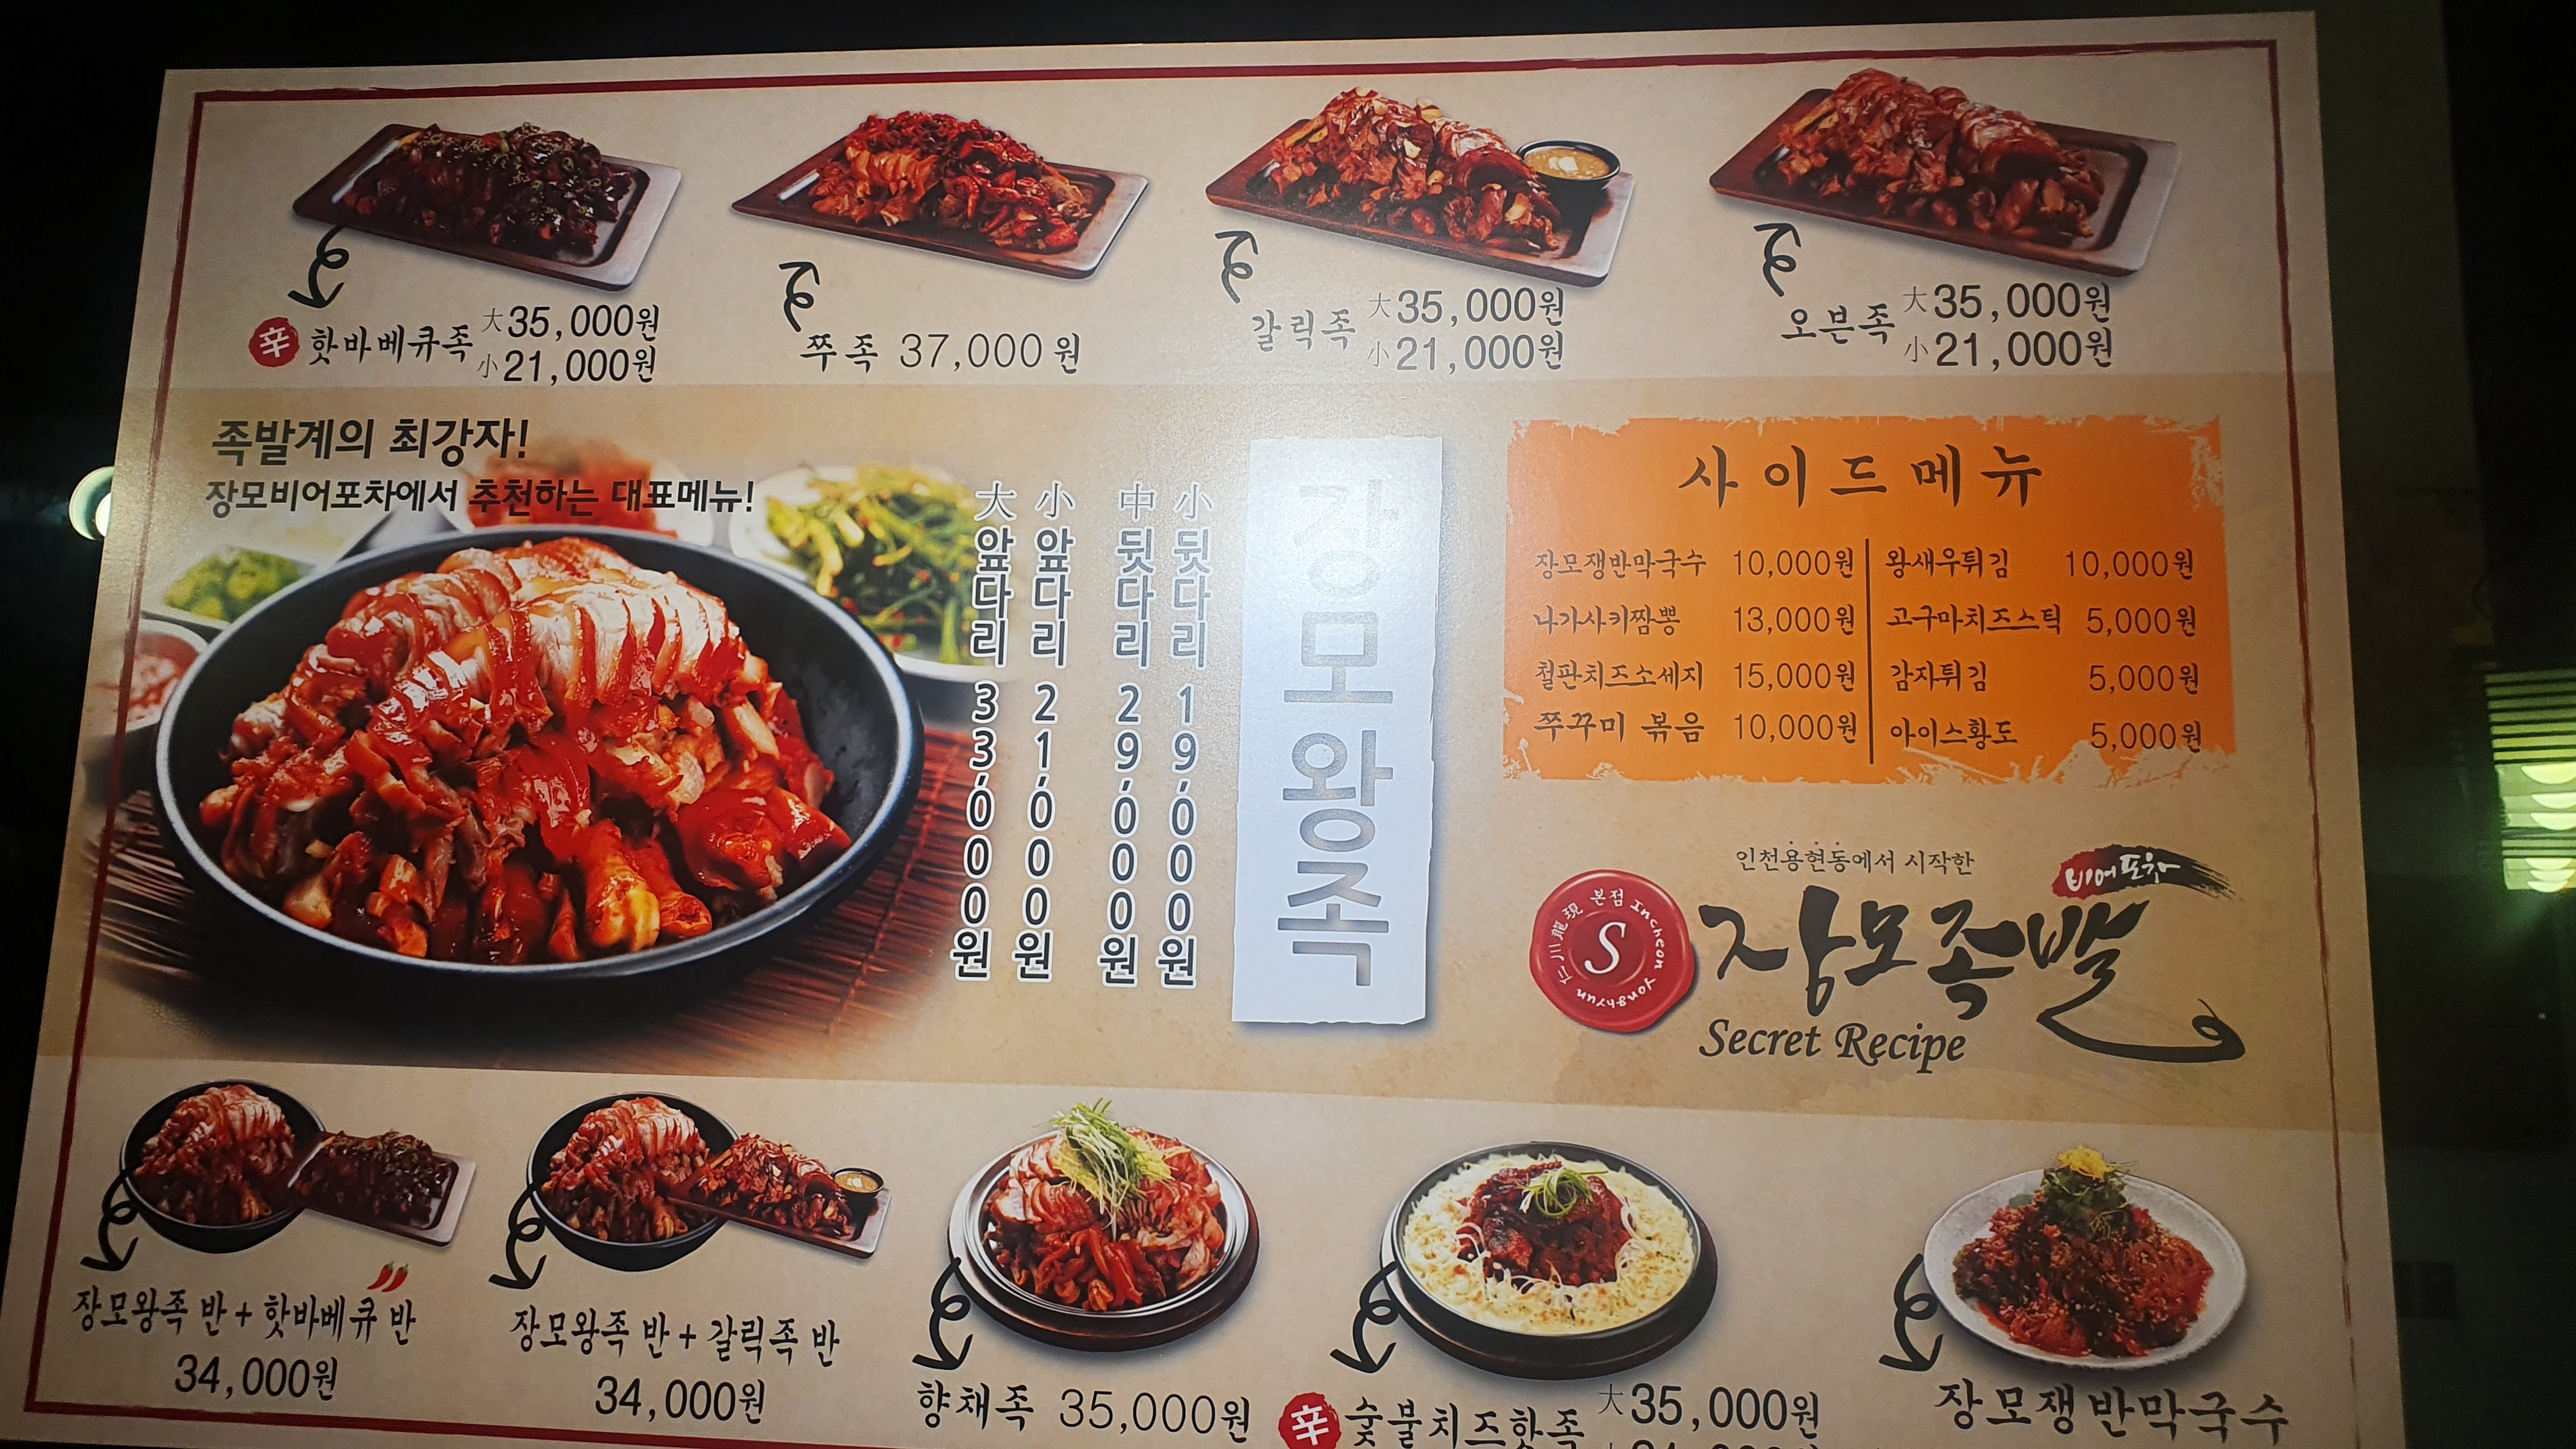 辛 핫바베큐족 大35,000원
小21,000원
쭈족 37,000원
갈릭족 大35,000원
小21,000원
오븐족 大35,000원
小21,000원
족발계의 최강자!
장모비어포차에서 추천하는 대표메뉴!
大앞다리 33,000원
小앞다리 21,000원
中뒷다리 29,000원
小뒷다리 19,000원
장모왕족
사이드메뉴
장모쟁반막국수 10,000원
나가사키짬뽕 13,000원
철판치즈소세지 15,000원
쭈꾸미 볶음 10,000원
왕새우튀김 10,000원
고구마치즈스틱 5,000원
감자튀김 5,000원
아이스황도 5,000원
인천용현동에서 시작한
비어포차
장모족발
Secret Recipe
仁川龍現 본점 Incheon yonghyun
S
장모왕족 반+핫바베큐 반
34,000원
장모왕족 반+갈릭족 반
34,000원
향채족 35,000원
辛 숯불치즈핫족 大35,000원
장모쟁반막국수